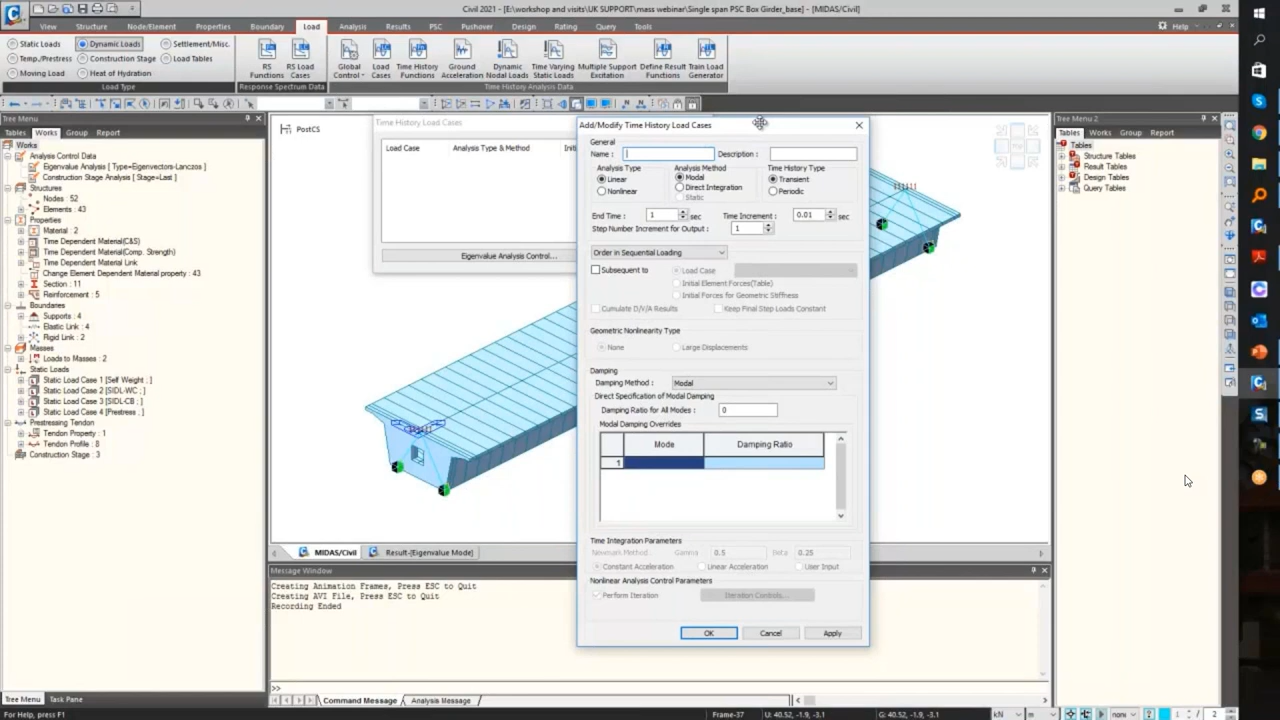 Civil 2021 - [E:\workshop and visits\UK SUPPORT\mass webinar\Single span PSC Box Girder_base] - [MIDAS/Civil]
View Structure Node/Element Properties Boundary Load Analysis Results PSC Pushover Design Rating Query Tools Help
Static Loads Dynamic Loads Settlement/Misc.
Temp./Prestress Construction Stage Load Tables
Moving Load Heat of Hydration
Load Type
RS Functions
RS Load Cases
Response Spectrum Data
Global Control
Load Cases
Time History Functions
Ground Acceleration
Dynamic Nodal Loads
Time Varying Static Loads
Multiple Support Excitation
Define Result Functions
Train Load Generator
Time History Analysis Data
Tree Menu
Tables Works Group Report
Works
Analysis Control Data
Eigenvalue Analysis [ Type=Eigenvectors-Lanczos ]
Construction Stage Analysis [ Stage=Last ]
Structures
Nodes : 52
Elements : 43
Properties
Material : 2
Time Dependent Material(C&S)
Time Dependent Material(Comp. Strength)
Time Dependent Material Link
Change Element Dependent Material property : 43
Section : 11
Reinforcement : 5
Boundaries
Supports : 4
Elastic Link : 4
Rigid Link : 2
Masses
Loads to Masses : 2
Static Loads
Static Load Case 1 [Self Weight ; ]
Static Load Case 2 [SIDL-WC ; ]
Static Load Case 3 [SIDL-CB ; ]
Static Load Case 4 [Prestress ; ]
Prestressing Tendon
Tendon Property : 1
Tendon Profile : 8
Construction Stage : 3
Tree Menu Task Pane
PostCS
Time History Load Cases
Load Case Analysis Type & Method
Eigenvalue Analysis Control...
Add/Modify Time History Load Cases
General
Name : Description :
Analysis Type Analysis Method Time History Type
Linear Modal Transient
Nonlinear Direct Integration Periodic
Static
End Time : 1 sec Time Increment : 0.01 sec
Step Number Increment for Output : 1
Order in Sequential Loading
Subsequent to Load Case
Initial Element Forces(Table)
Initial Forces for Geometric Stiffness
Cumulate D/V/A Results Keep Final Step Loads Constant
Geometric Nonlinearity Type
None Large Displacements
Damping
Damping Method : Modal
Direct Specification of Modal Damping
Damping Ratio for All Modes : 0
Modal Damping Overrides
Mode Damping Ratio
1
Time Integration Parameters
Newmark Method Gamma 0.5 Beta 0.25
Constant Acceleration Linear Acceleration User Input
Nonlinear Analysis Control Parameters
Perform Iteration Iteration Controls...
OK Cancel Apply
MIDAS/Civil Result-[Eigenvalue Mode]
Message Window
Creating Animation Frames, Press ESC to Quit
Creating AVI File, Press ESC to Quit
Recording Ended
>>
Command Message Analysis Message
Tree Menu 2
Tables Works Group Report
Tables
Structure Tables
Result Tables
Design Tables
Query Tables
For Help, press F1 Frame-37 U: 40.52, -1.9, -3.1 G: 40.52, -1.9, -3.1 kN m none 1 / 2